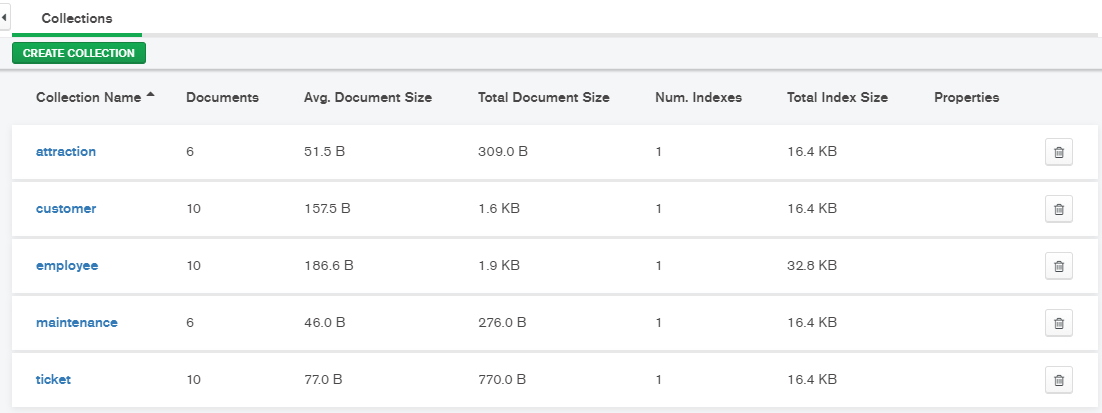 Collections
CREATE COLLECTION
Collection Name Documents Avg. Document Size Total Document Size Num. Indexes Total Index Size Properties
attraction 6 51.5 B 309.0 B 1 16.4 KB
customer 10 157.5 B 1.6 KB 1 16.4 KB
employee 10 186.6 B 1.9 KB 1 32.8 KB
maintenance 6 46.0 B 276.0 B 1 16.4 KB
ticket 10 77.0 B 770.0 B 1 16.4 KB